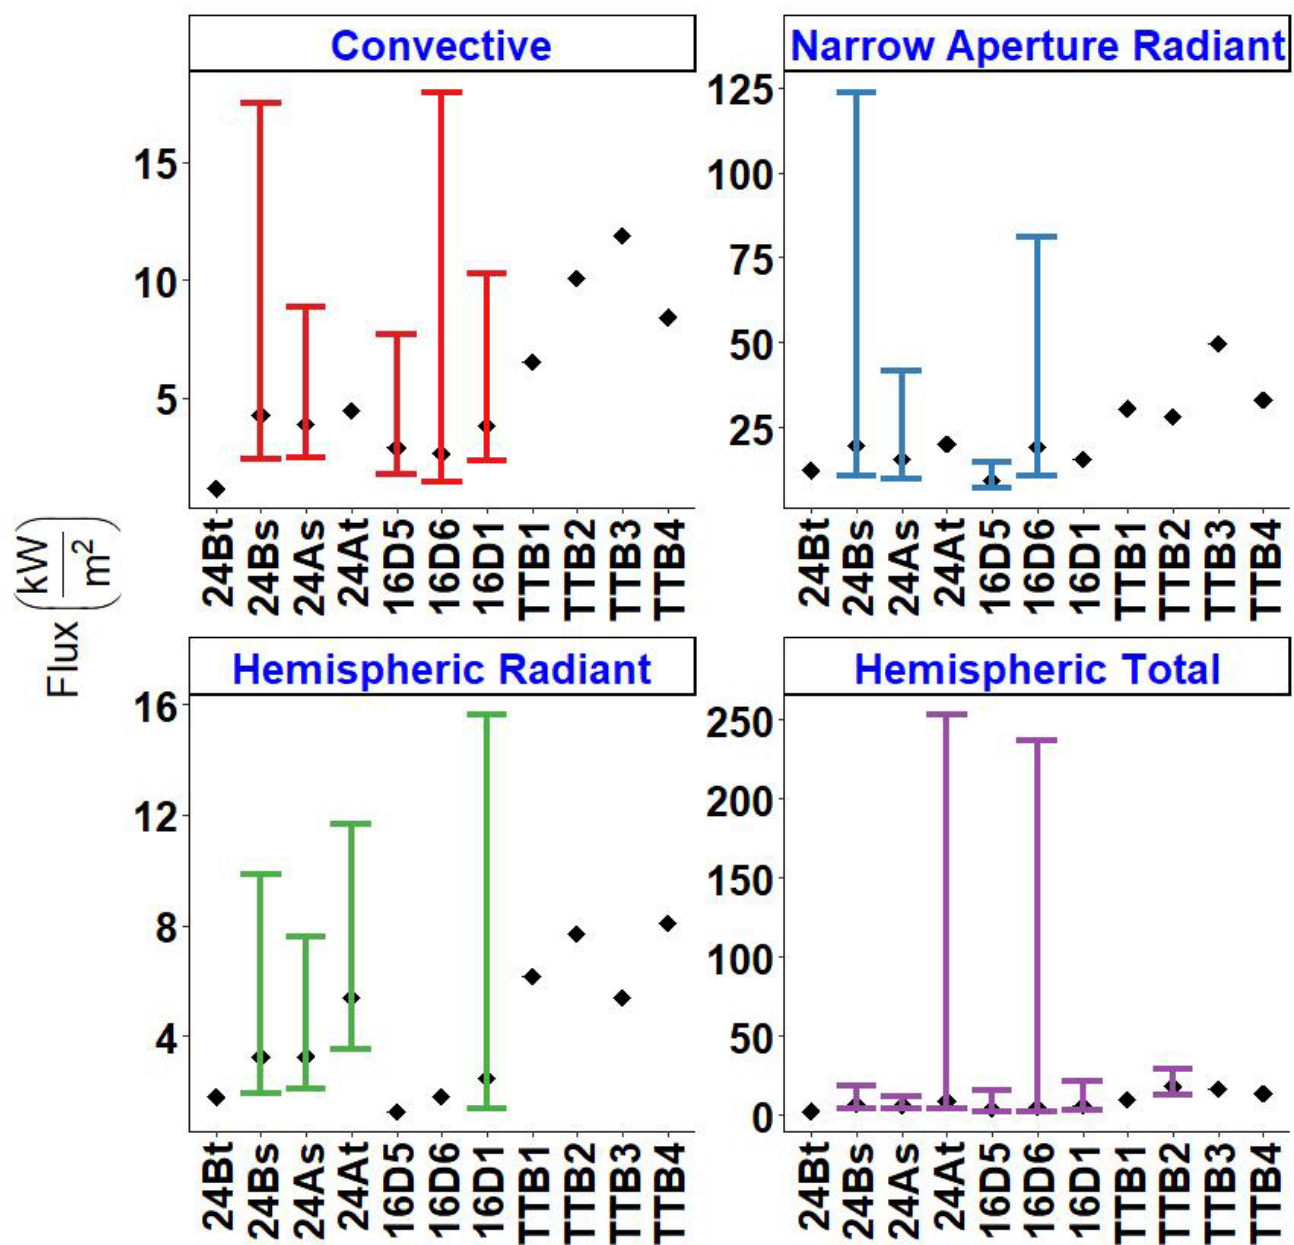 Convective
Narrow Aperture Radiant
15
10
5
125
100
75
50
25
24Bt 24Bs 24As 24At 16D5 16D6 16D1 TTB1 TTB2 TTB3 TTB4
24Bt 24Bs 24As 24At 16D5 16D6 16D1 TTB1 TTB2 TTB3 TTB4
Flux (kW/m²)
Hemispheric Radiant
Hemispheric Total
16
12
8
4
250
200
150
100
50
0
24Bt 24Bs 24As 24At 16D5 16D6 16D1 TTB1 TTB2 TTB3 TTB4
24Bt 24Bs 24As 24At 16D5 16D6 16D1 TTB1 TTB2 TTB3 TTB4